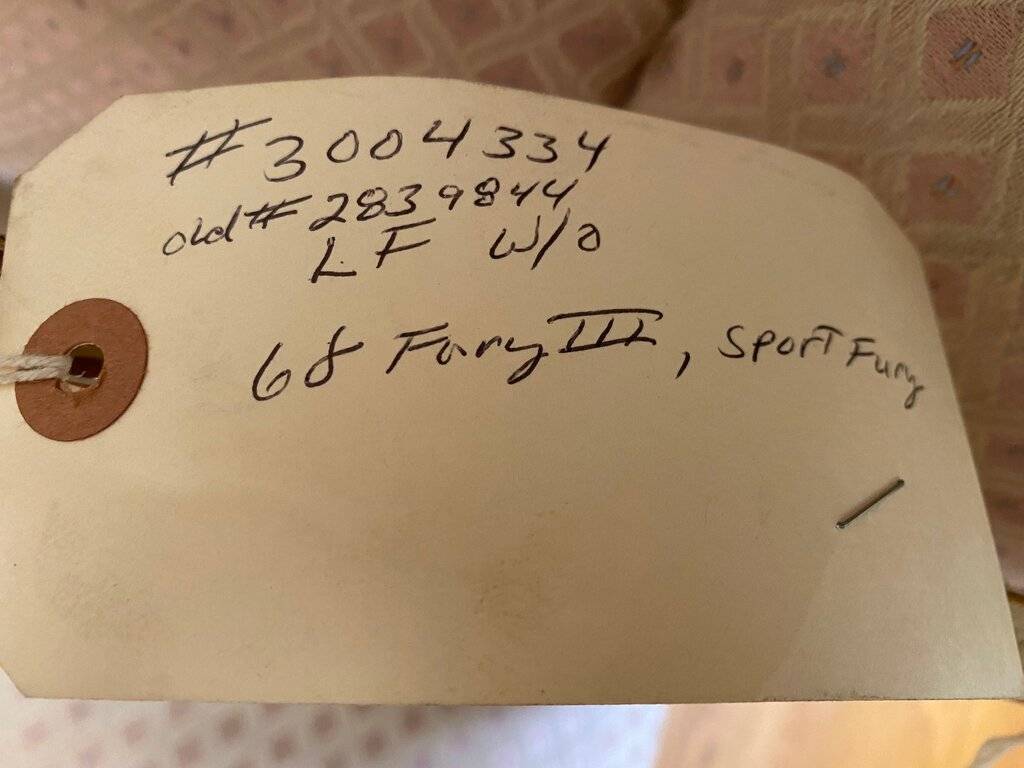 #3004334
old# 2839844
LF W/O
68 Fury III, Sport Fury